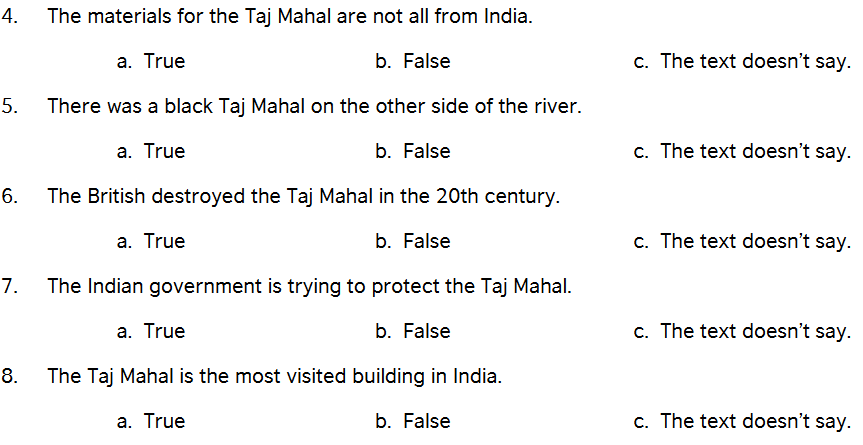 4. The materials for the Taj Mahal are not all from India.
a. True b. False c. The text doesn’t say.
5. There was a black Taj Mahal on the other side of the river.
a. True b. False c. The text doesn’t say.
6. The British destroyed the Taj Mahal in the 20th century.
a. True b. False c. The text doesn’t say.
7. The Indian government is trying to protect the Taj Mahal.
a. True b. False c. The text doesn’t say.
8. The Taj Mahal is the most visited building in India.
a. True b. False c. The text doesn’t say.